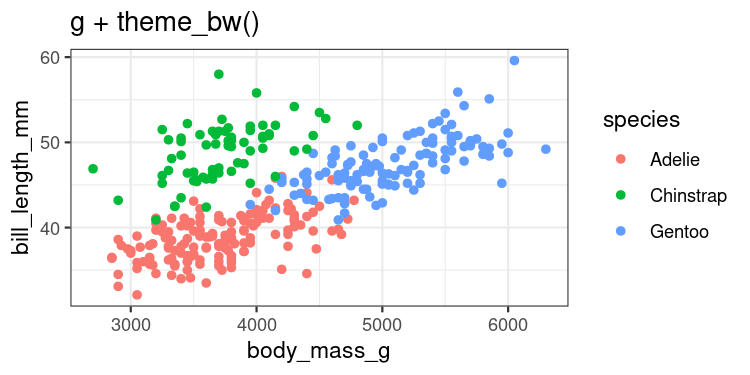 g + theme_bw()
60
50
40
bill_length_mm
3000 4000 5000 6000
body_mass_g
species
Adelie
Chinstrap
Gentoo